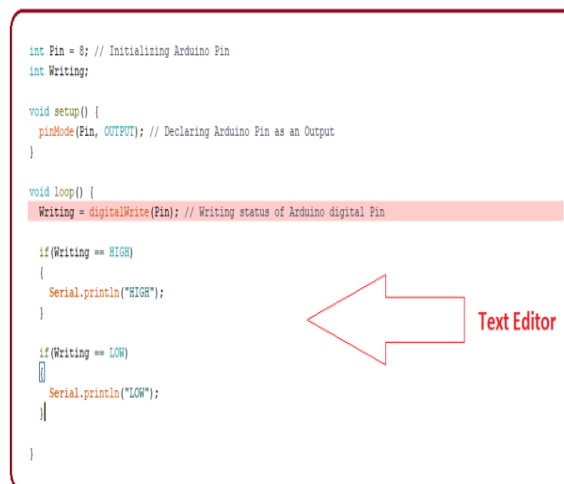 int Pin = 8; // Initializing Arduino Pin
int Writing;
void setup() {
pinMode(Pin, OUTPUT); // Declaring Arduino Pin as an Output
}
void loop() {
Writing = digitalWrite(Pin); // Writing status of Arduino digital Pin
if(Writing == HIGH)
{
Serial.println("HIGH");
}
if(Writing == LOW)
{
Serial.println("LOW");
}
}
Text Editor